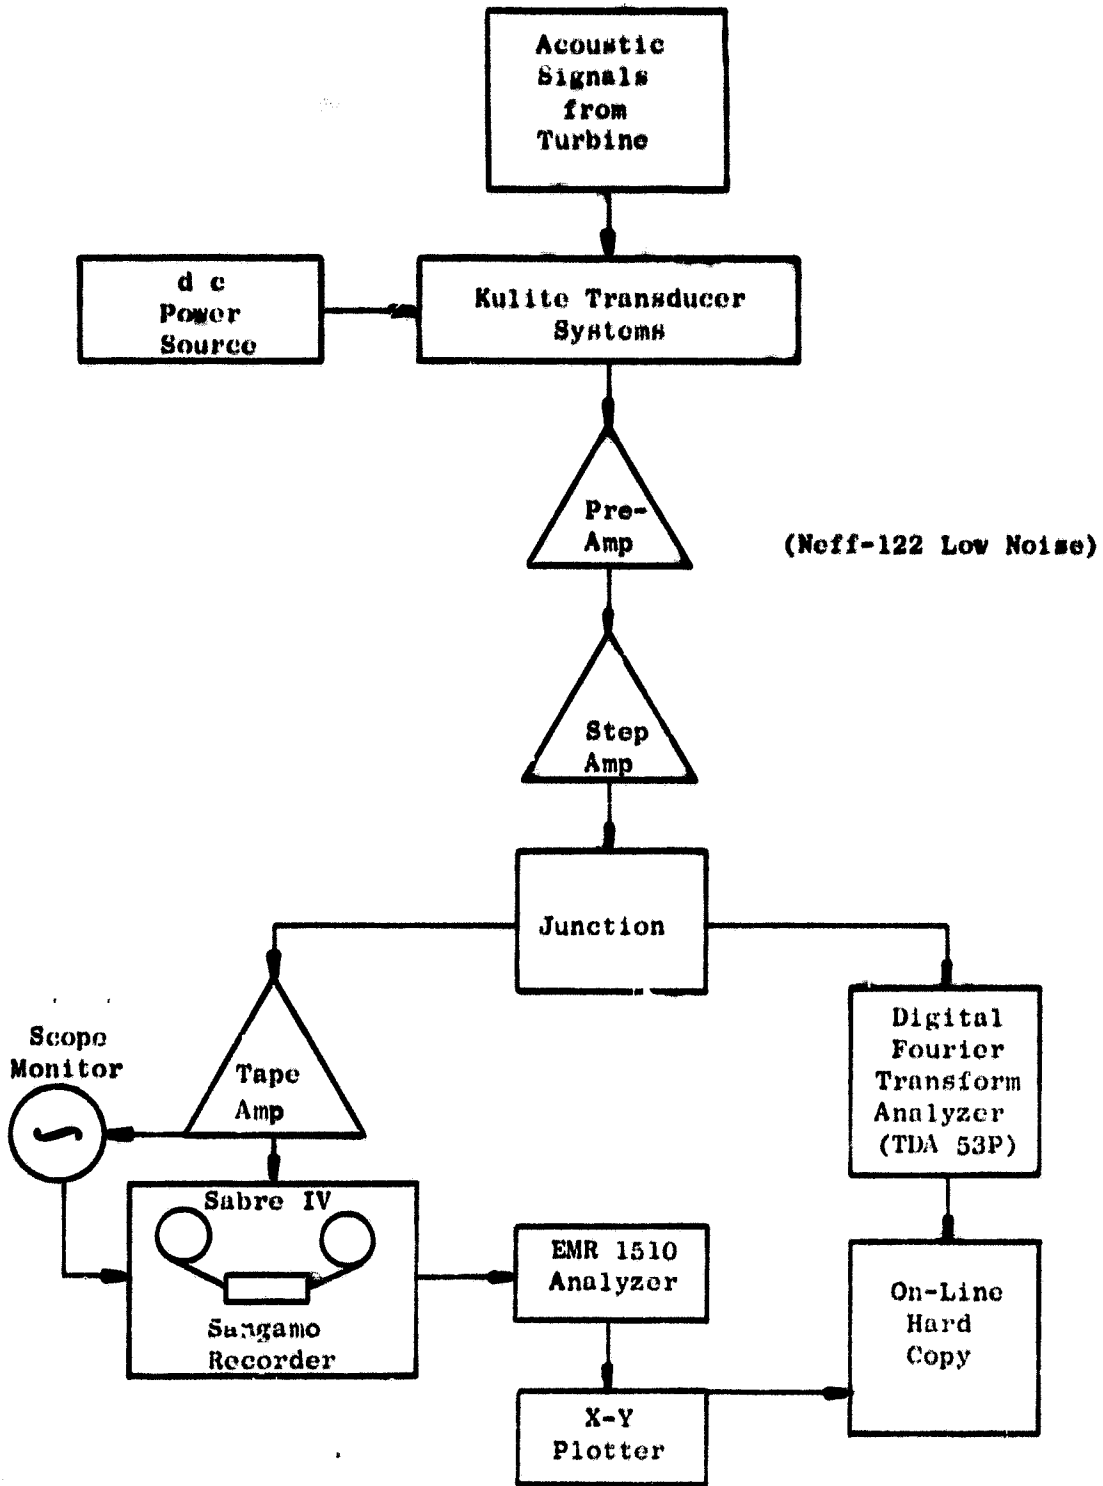 Acoustic
Signals
from
Turbine
d c
Power
Source
Kulite Transducer
Systems
Pre-
Amp
(Neff-122 Low Noise)
Step
Amp
Junction
Scope
Monitor
Tape
Amp
Digital
Fourier
Transform
Analyzer
(TDA 53P)
Sabre IV
Sangamo
Recorder
EMR 1510
Analyzer
On-Line
Hard
Copy
X-Y
Plotter